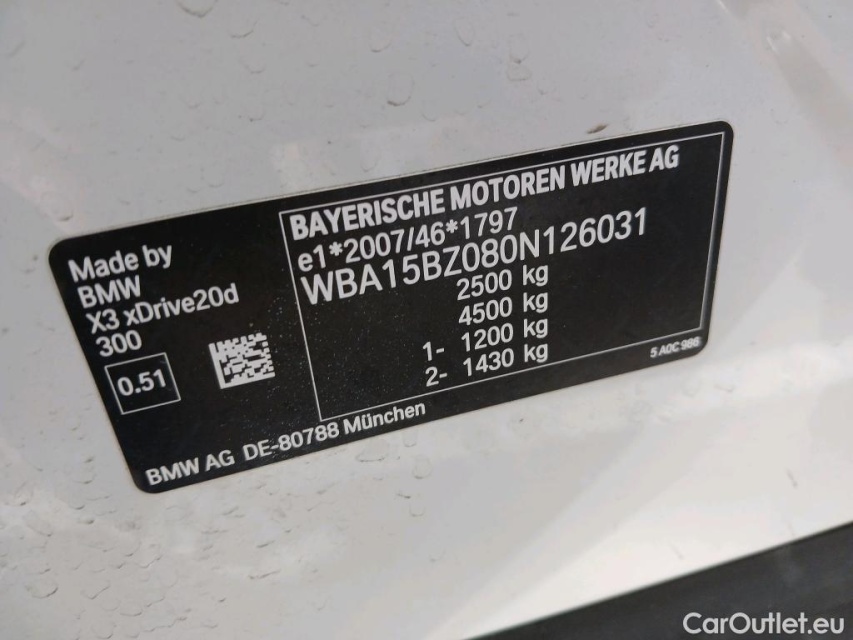 Made by
BMW
X3 xDrive20d
300
0.51
BAYERISCHE MOTOREN WERKE AG
e1*2007/46*1797
WBA15BZ080N126031
2500 kg
4500 kg
1- 1200 kg
2- 1430 kg
5 A0C 986
BMW AG DE-80788 München
CarOutlet.eu